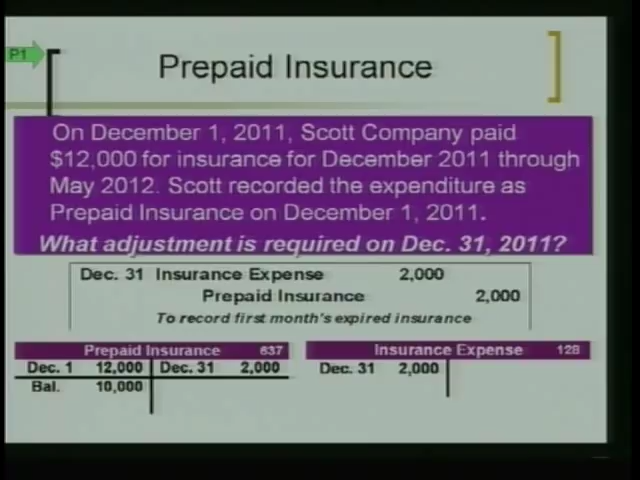 P1
Prepaid Insurance
On December 1, 2011, Scott Company paid
$12,000 for insurance for December 2011 through
May 2012. Scott recorded the expenditure as
Prepaid Insurance on December 1, 2011.
What adjustment is required on Dec. 31, 2011?
Dec. 31 Insurance Expense 2,000
Prepaid Insurance 2,000
To record first month's expired insurance
Prepaid Insurance 637
Dec. 1 12,000 Dec. 31 2,000
Bal. 10,000
Insurance Expense 128
Dec. 31 2,000